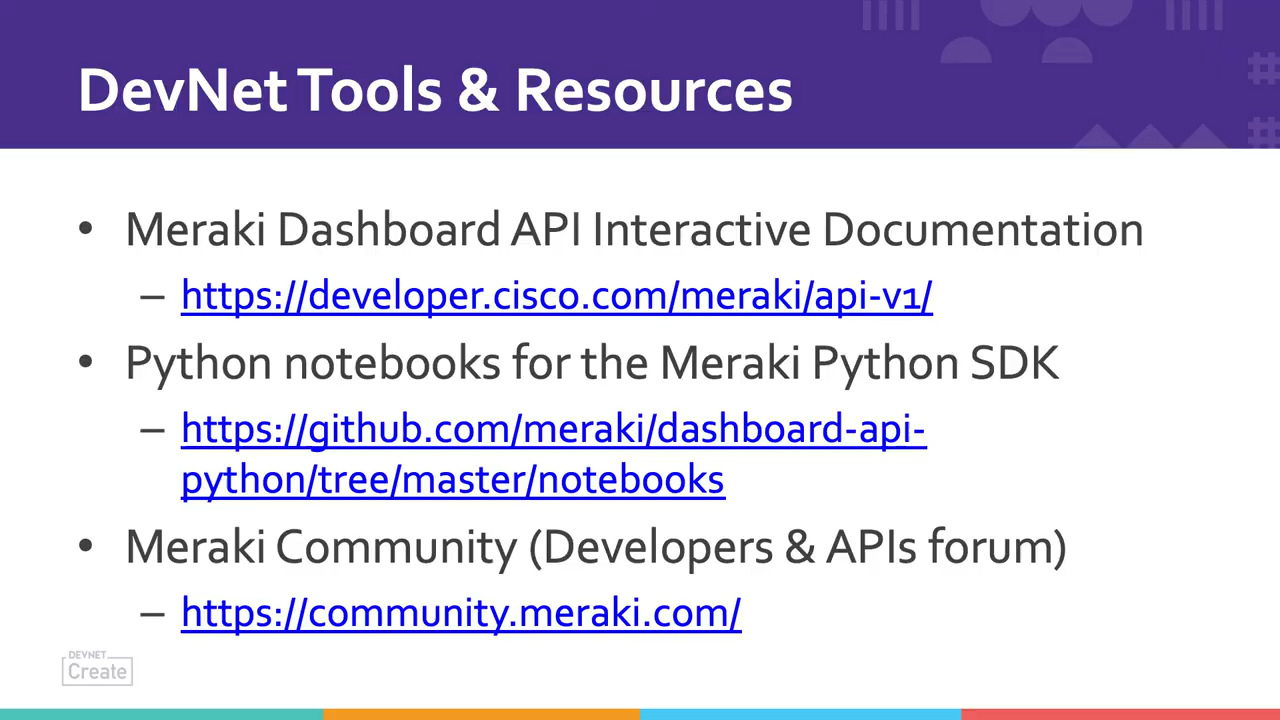 DevNet Tools & Resources
• Meraki Dashboard API Interactive Documentation
– https://developer.cisco.com/meraki/api-v1/
• Python notebooks for the Meraki Python SDK
– https://github.com/meraki/dashboard-api-
python/tree/master/notebooks
• Meraki Community (Developers & APIs forum)
– https://community.meraki.com/
DEVNET
Create